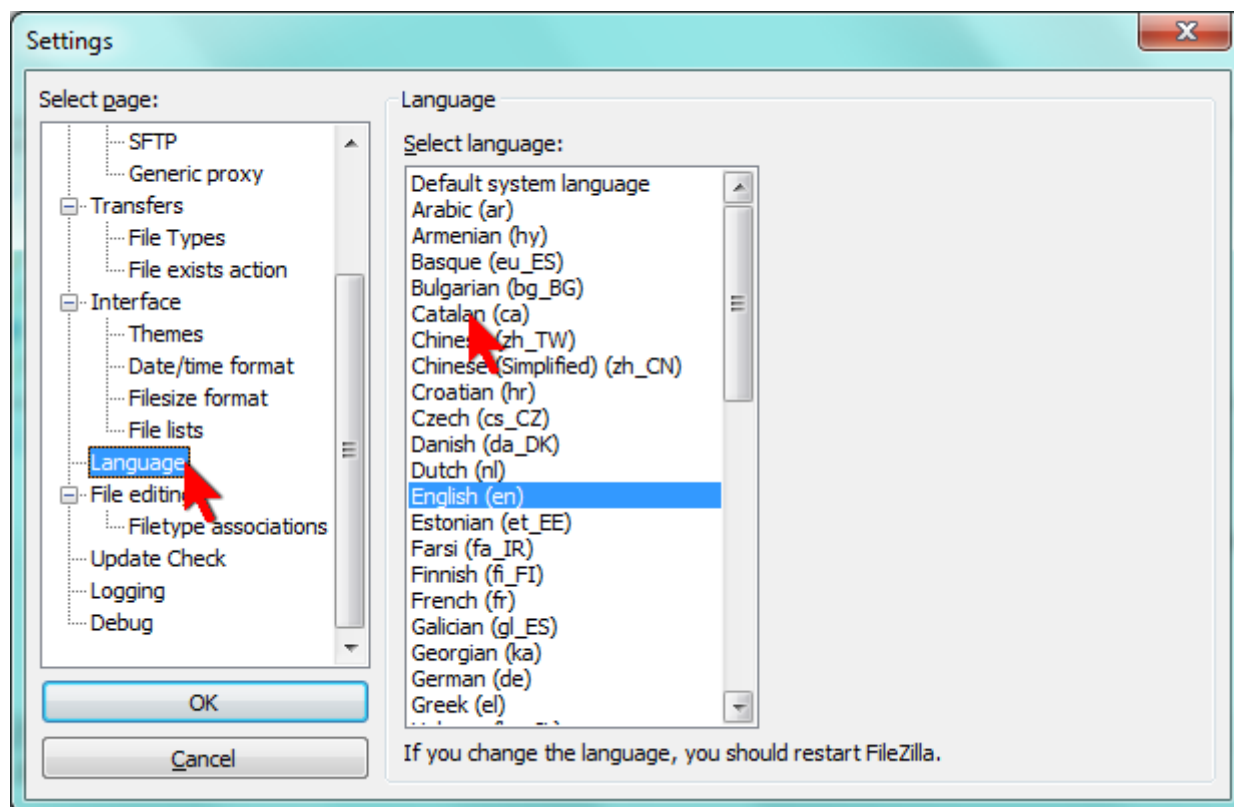 Settings
Select page:
SFTP
Generic proxy
Transfers
File Types
File exists action
Interface
Themes
Date/time format
Filesize format
File lists
Language
File editing
Filetype associations
Update Check
Logging
Debug
OK
Cancel
Language
Select language:
Default system language
Arabic (ar)
Armenian (hy)
Basque (eu_ES)
Bulgarian (bg_BG)
Catalan (ca)
Chinese (zh_TW)
Chinese (Simplified) (zh_CN)
Croatian (hr)
Czech (cs_CZ)
Danish (da_DK)
Dutch (nl)
English (en)
Estonian (et_EE)
Farsi (fa_IR)
Finnish (fi_FI)
French (fr)
Galician (gl_ES)
Georgian (ka)
German (de)
Greek (el)
If you change the language, you should restart FileZilla.